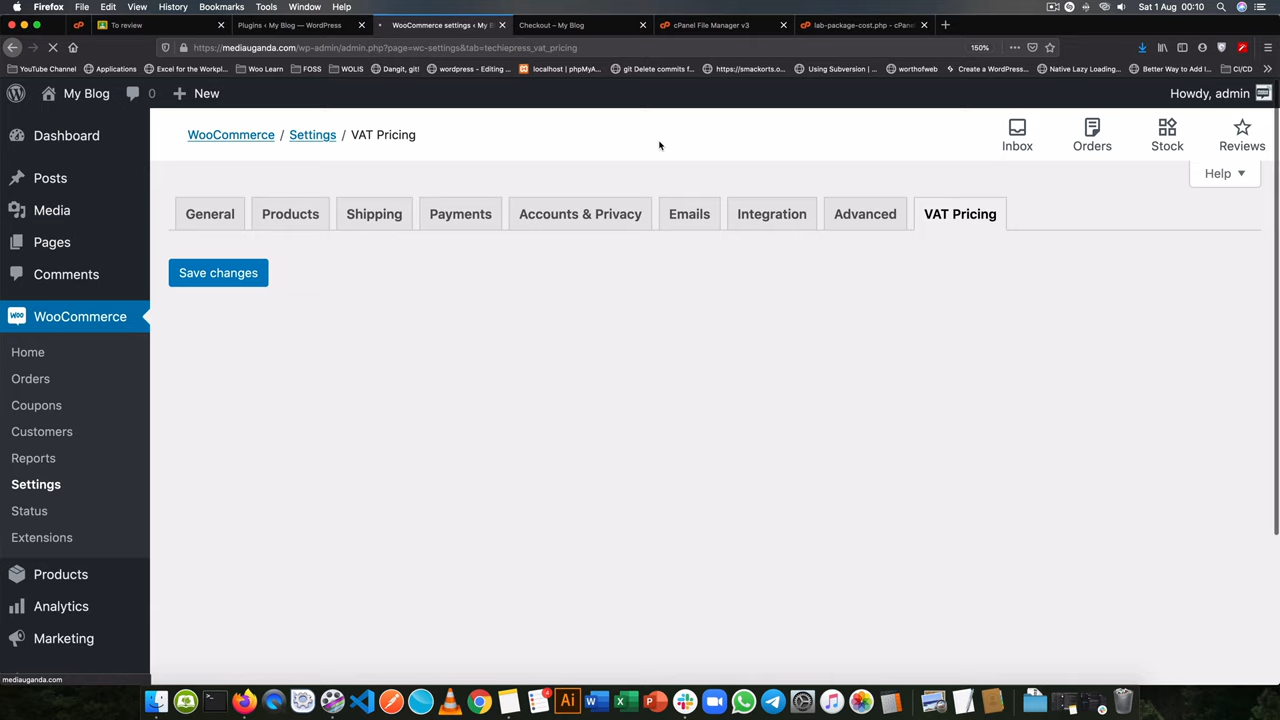 Firefox File Edit View History Bookmarks Tools Window Help Sat 1 Aug 00:10
To review Plugins ‹ My Blog — WordPress WooCommerce settings ‹ My B Checkout – My Blog cPanel File Manager v3 lab-package-cost.php - cPane
https://mediauganda.com/wp-admin/admin.php?page=wc-settings&tab=techiepress_vat_pricing 150%
YouTube Channel Applications Excel for the Workpl... Woo Learn FOSS WOLIS Dangit, git! wordpress - Editing ... localhost | phpMyA... git Delete commits f... https://smackorts.c... Using Subversion (... worthofweb Create a WordPress... Native Lazy Loading... Better Way to Add I... CI/CD
My Blog 0 New Howdy, admin
WooCommerce / Settings / VAT Pricing
Inbox Orders Stock Reviews
Help
General Products Shipping Payments Accounts & Privacy Emails Integration Advanced VAT Pricing
Save changes
Dashboard
Posts
Media
Pages
Comments
WooCommerce
Home
Orders
Coupons
Customers
Reports
Settings
Status
Extensions
Products
Analytics
Marketing
mediauganda.com